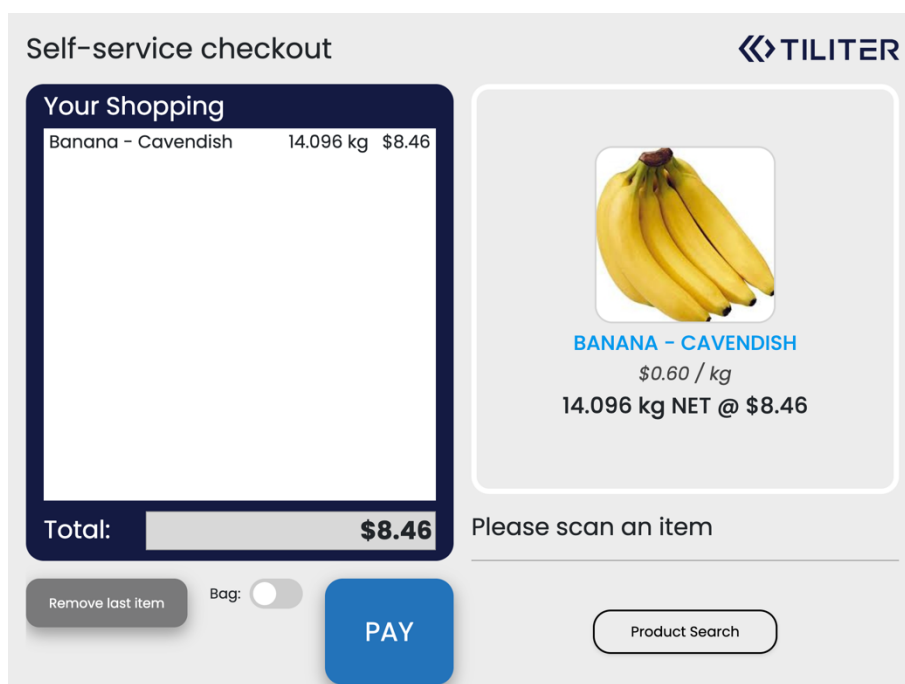 Self-service checkout
TILITER
Your Shopping
Banana - Cavendish 14.096 kg $8.46
Total: $8.46
Remove last item
Bag:
PAY
BANANA - CAVENDISH
$0.60 / kg
14.096 kg NET @ $8.46
Please scan an item
Product Search